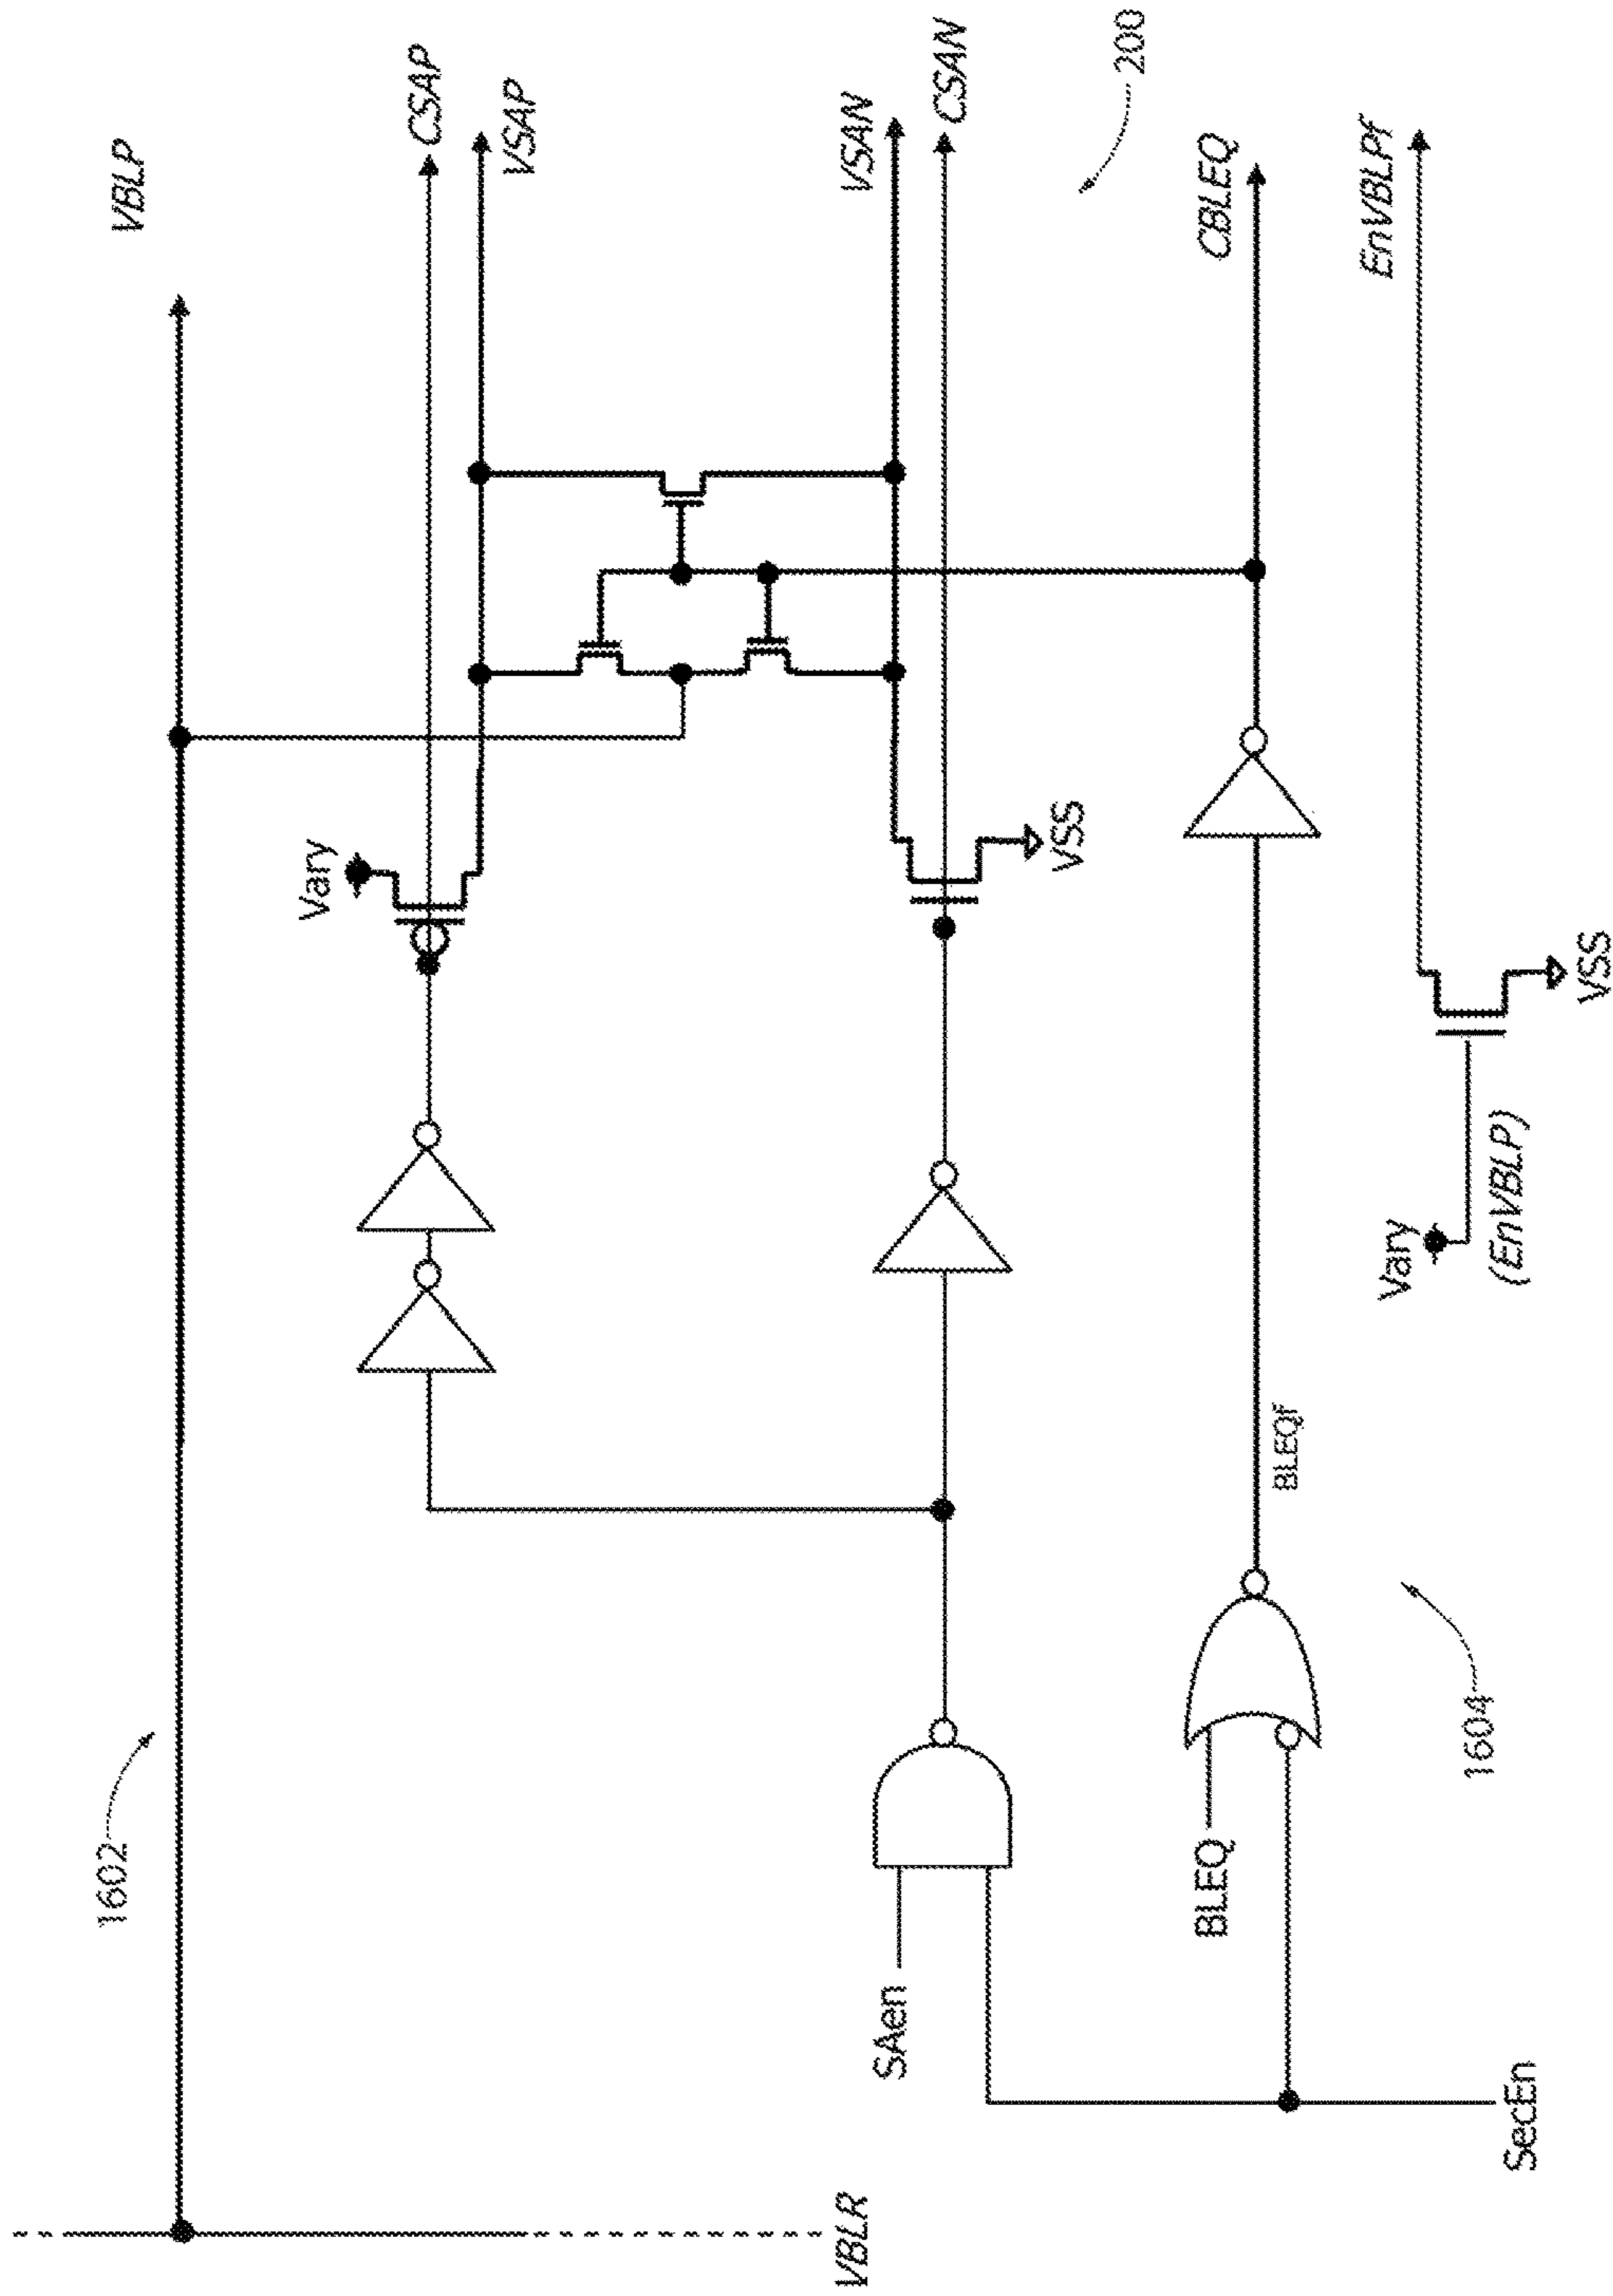 VBLR
1602
VBLP
Vary
CSAP
VSAP
VSAN
CSAN
SAen
VSS
200
BLEQ
BLEQf
CBLEQ
SecEn
1604
Vary
(EnVBLP)
VSS
EnVBLPf